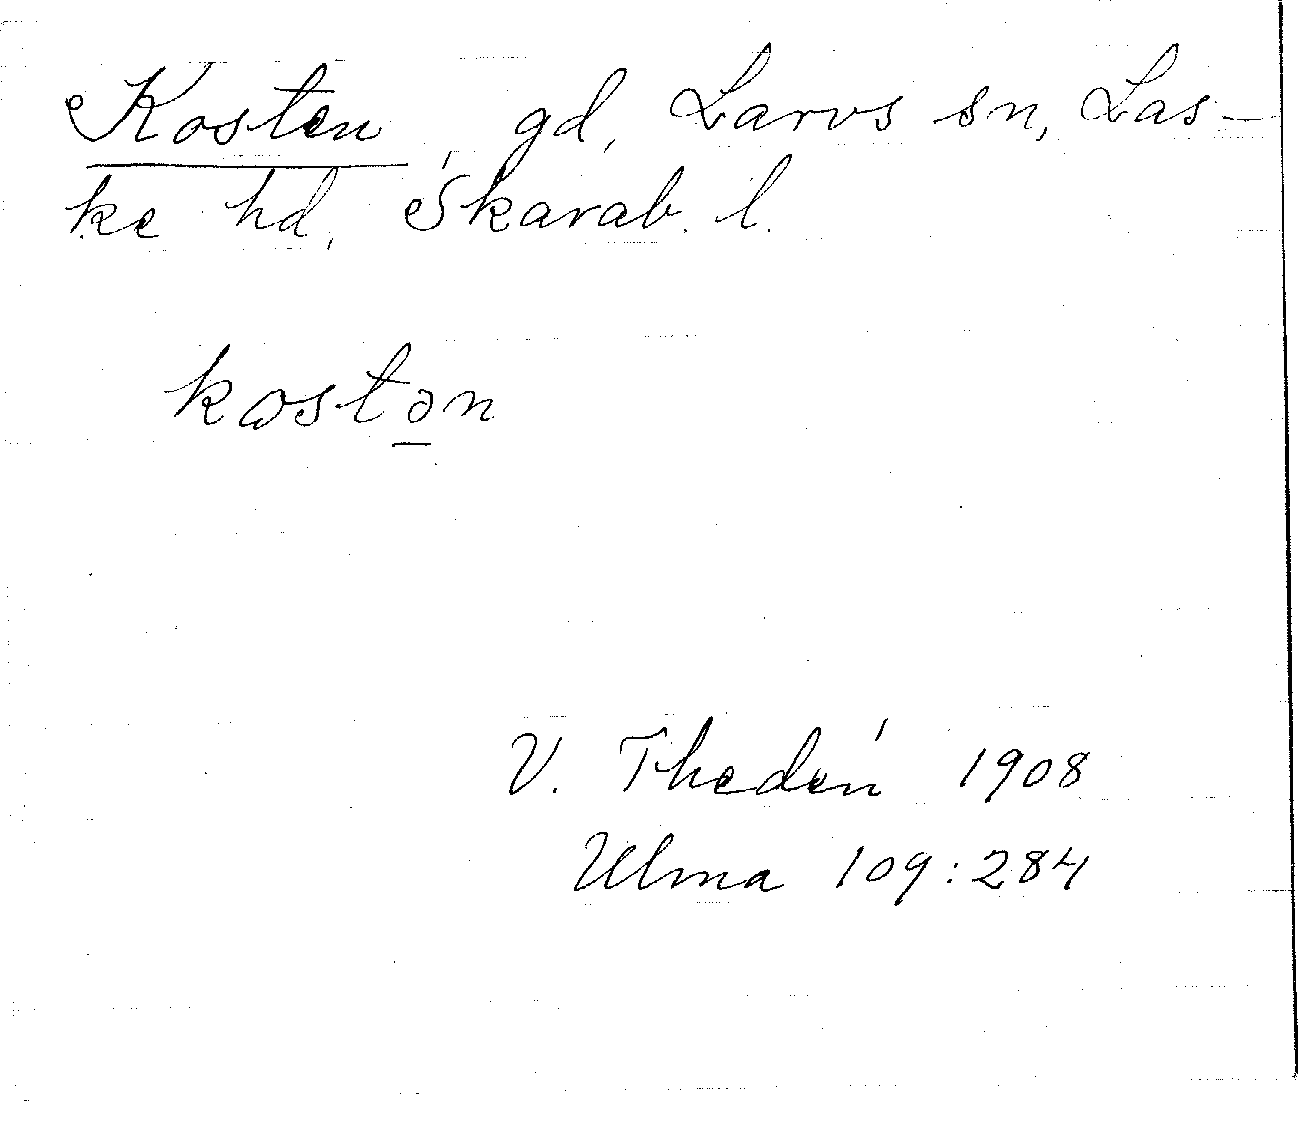 Kosten, gd, Larvs sn, Las-
ke hd, Skarab. l.
kostən
V. Thedén 1908
Ulma 109:284